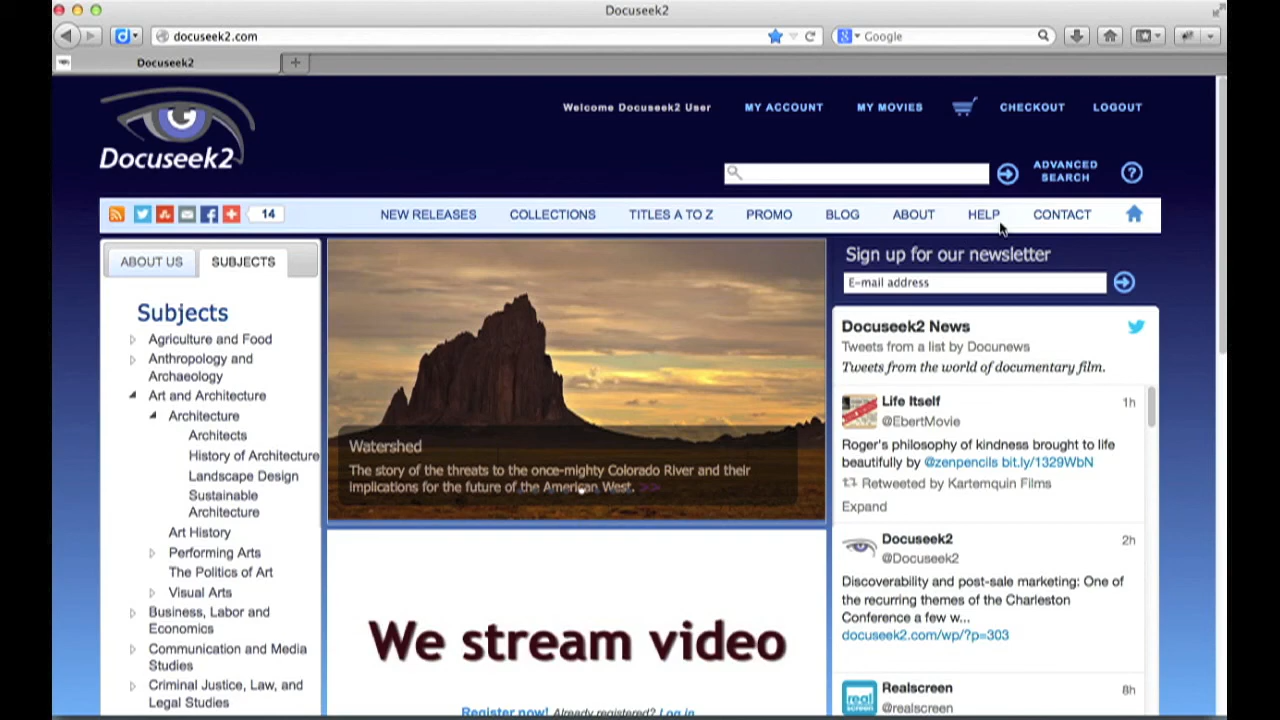 Docuseek2
docuseek2.com
Google
Docuseek2
Welcome Docuseek2 User
MY ACCOUNT
MY MOVIES
CHECKOUT
LOGOUT
Docuseek2
ADVANCED
SEARCH
?
14
NEW RELEASES
COLLECTIONS
TITLES A TO Z
PROMO
BLOG
ABOUT
HELP
CONTACT
ABOUT US
SUBJECTS
Subjects
Agriculture and Food
Anthropology and
Archaeology
Art and Architecture
Architecture
Architects
History of Architecture
Landscape Design
Sustainable
Architecture
Art History
Performing Arts
The Politics of Art
Visual Arts
Business, Labor and
Economics
Communication and Media
Studies
Criminal Justice, Law, and
Legal Studies
Watershed
The story of the threats to the once-mighty Colorado River and their
implications for the future of the American West. >>
We stream video
Register now! Already registered? Log in
Sign up for our newsletter
E-mail address
Docuseek2 News
Tweets from a list by Docunews
Tweets from the world of documentary film.
Life Itself
1h
@EbertMovie
Roger's philosophy of kindness brought to life
beautifully by @zenpencils bit.ly/1329WbN
Retweeted by Kartemquin Films
Expand
Docuseek2
2h
@Docuseek2
Discoverability and post-sale marketing: One of
the recurring themes of the Charleston
Conference a few w...
docuseek2.com/wp/?p=303
real
screen
Realscreen
8h
@realscreen